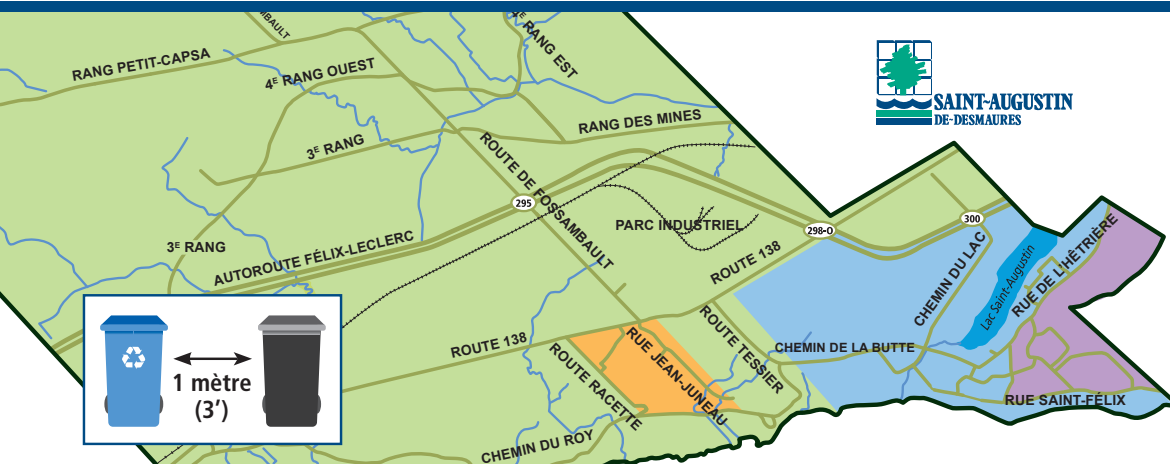 RANG PETIT-CAPSA
4E RANG OUEST
4E RANG EST
RANG DES MINES
3E RANG
ROUTE DE FOSSAMBAULT
SAINT-AUGUSTIN
DE-DESMAURES
295
PARC INDUSTRIEL
298-O
300
3E RANG
AUTOROUTE FÉLIX-LECLERC
ROUTE 138
CHEMIN DU LAC
Lac Saint-Augustin
RUE DE L'HÊTRIÈRE
1 mètre
(3')
ROUTE 138
RUE JEAN-JUNEAU
ROUTE TESSIER
CHEMIN DE LA BUTTE
ROUTE RACETTE
RUE SAINT-FÉLIX
CHEMIN DU ROY